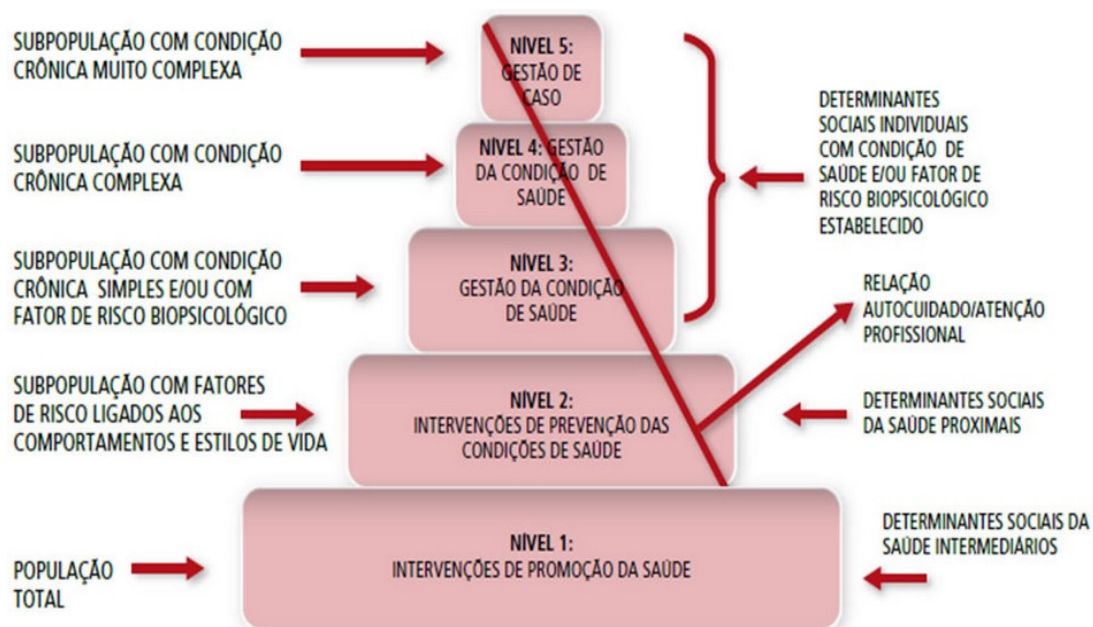 SUBPOPULAÇÃO COM CONDIÇÃO
CRÔNICA MUITO COMPLEXA
NÍVEL 5:
GESTÃO DE
CASO
SUBPOPULAÇÃO COM CONDIÇÃO
CRÔNICA COMPLEXA
NÍVEL 4: GESTÃO
DA CONDIÇÃO DE
SAÚDE
DETERMINANTES
SOCIAIS INDIVIDUAIS
COM CONDIÇÃO DE
SAÚDE E/OU FATOR DE
RISCO BIOPSICOLÓGICO
ESTABELECIDO
SUBPOPULAÇÃO COM CONDIÇÃO
CRÔNICA SIMPLES E/OU COM
FATOR DE RISCO BIOPSICOLÓGICO
NÍVEL 3:
GESTÃO DA CONDIÇÃO
DE SAÚDE
RELAÇÃO
AUTOCUIDADO/ATENÇÃO
PROFISSIONAL
SUBPOPULAÇÃO COM FATORES
DE RISCO LIGADOS AOS
COMPORTAMENTOS E ESTILOS DE VIDA
NÍVEL 2:
INTERVENÇÕES DE PREVENÇÃO DAS
CONDIÇÕES DE SAÚDE
DETERMINANTES SOCIAIS
DA SAÚDE PROXIMAIS
POPULAÇÃO
TOTAL
NÍVEL 1:
INTERVENÇÕES DE PROMOÇÃO DA SAÚDE
DETERMINANTES SOCIAIS DA
SAÚDE INTERMEDIÁRIOS